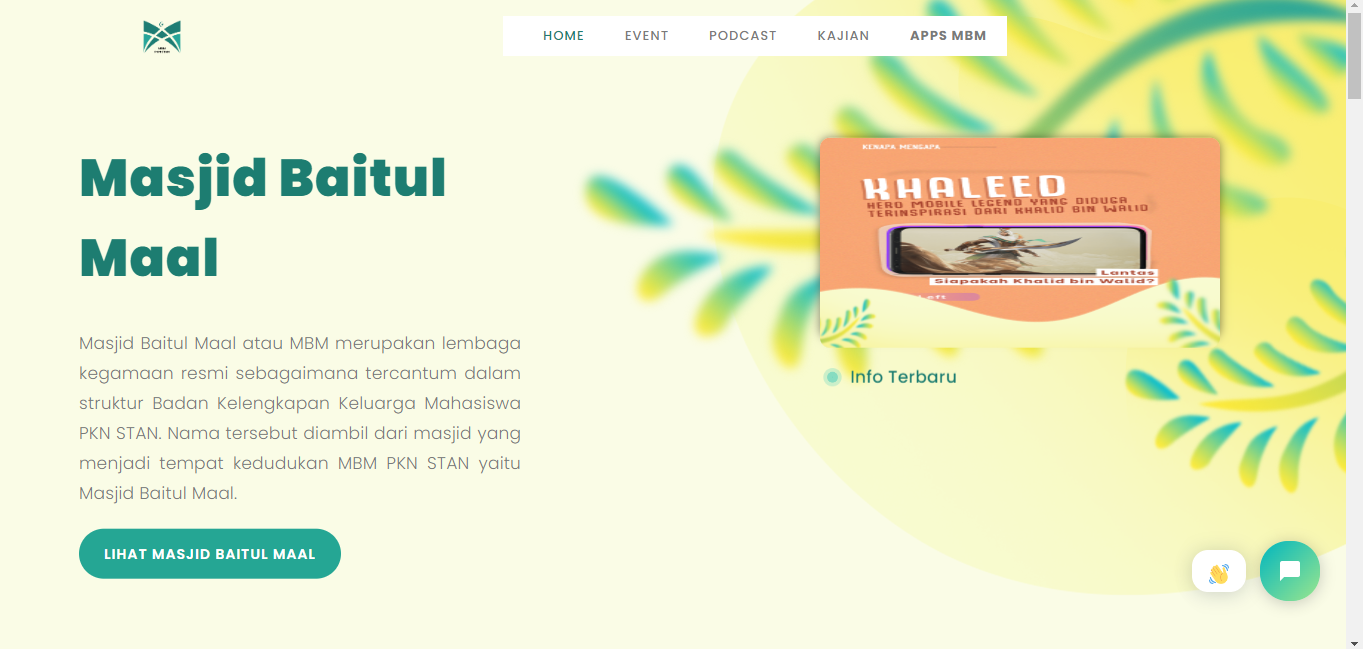 HOME EVENT PODCAST KAJIAN APPS MBM
Masjid Baitul
Maal
Masjid Baitul Maal atau MBM merupakan lembaga
kegamaan resmi sebagaimana tercantum dalam
struktur Badan Kelengkapan Keluarga Mahasiswa
PKN STAN. Nama tersebut diambil dari masjid yang
menjadi tempat kedudukan MBM PKN STAN yaitu
Masjid Baitul Maal.
LIHAT MASJID BAITUL MAAL
KENAPA MENGAPA
KHALEED
HERO MOBILE LEGEND YANG DIDUGA
TERINSPIRASI DARI KHALID BIN WALID
Lantas
Siapakah Khalid bin Walid?
Info Terbaru